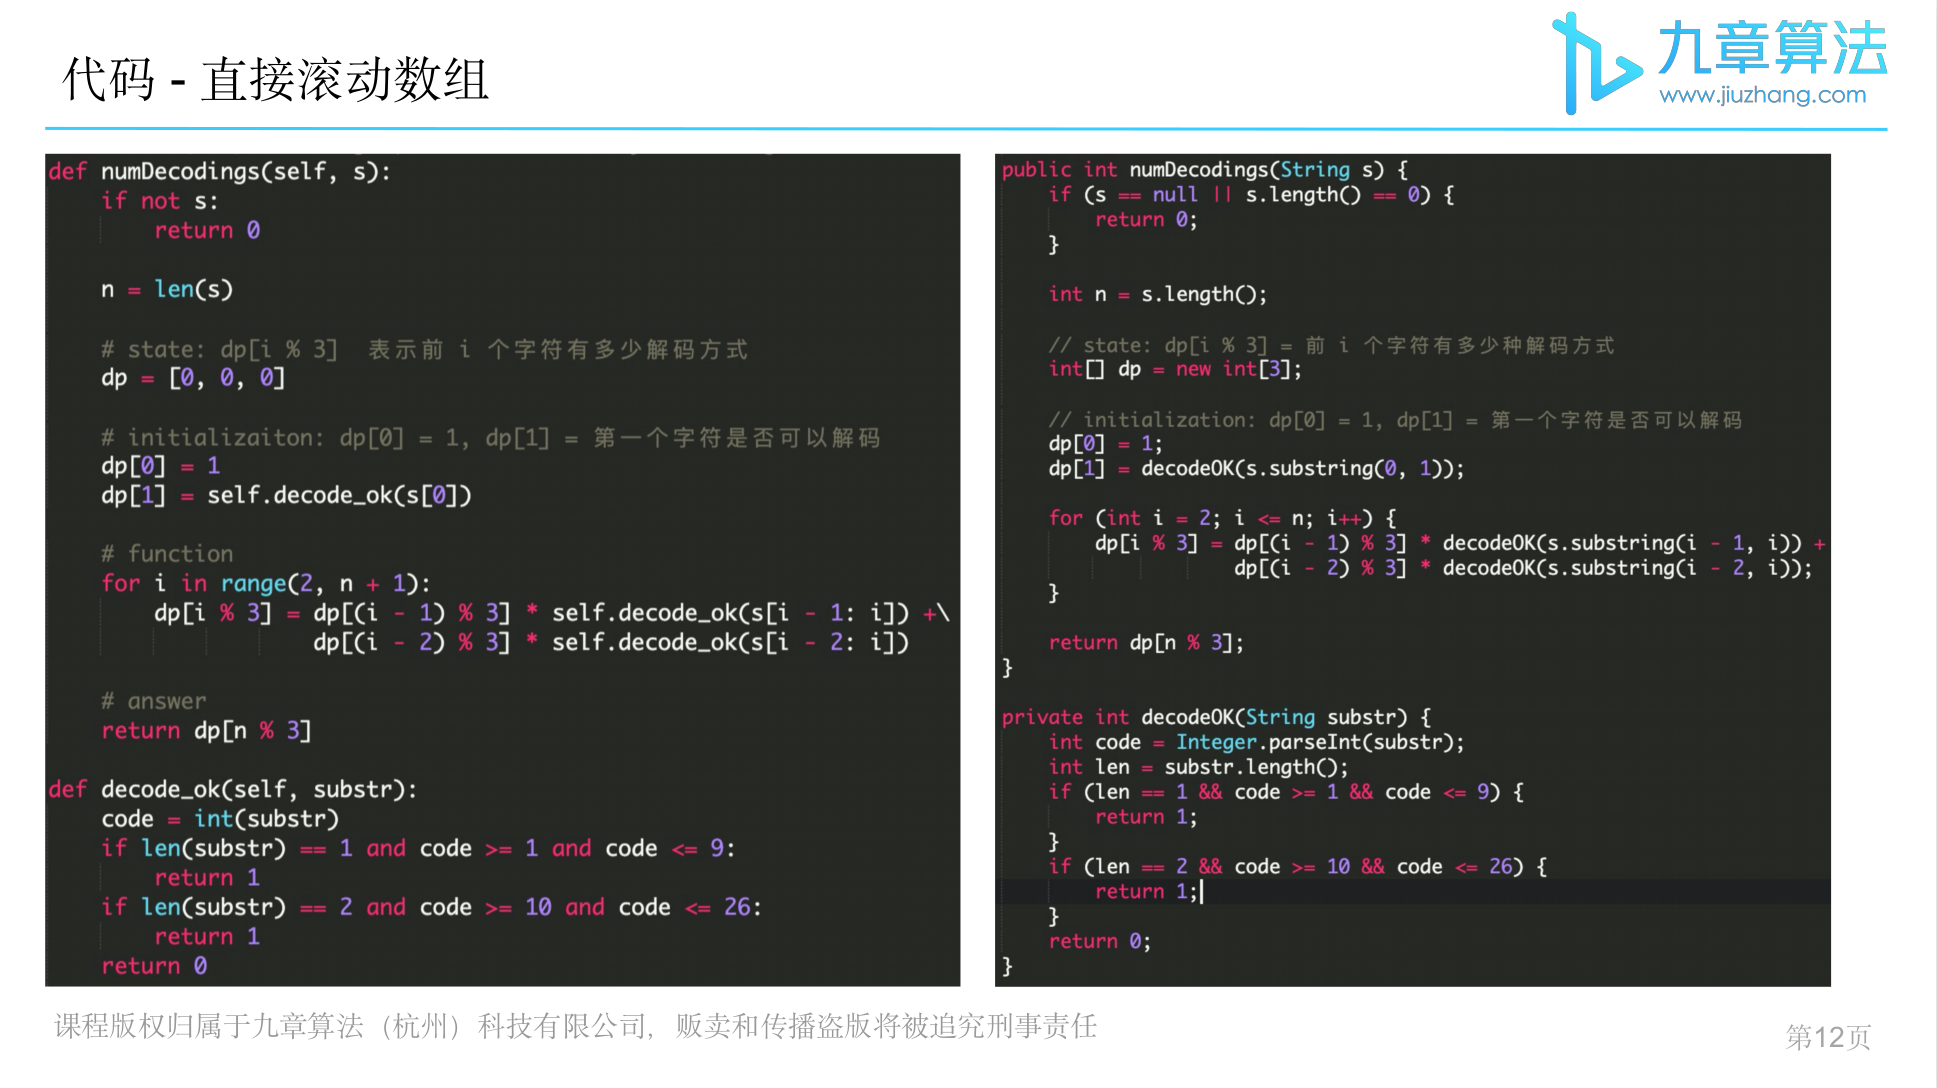 代码 - 直接滚动数组
九章算法
www.jiuzhang.com
def numDecodings(self, s):
    if not s:
        return 0

    n = len(s)

    # state: dp[i % 3]  表示前 i 个字符有多少解码方式
    dp = [0, 0, 0]

    # initializaiton: dp[0] = 1, dp[1] = 第一个字符是否可以解码
    dp[0] = 1
    dp[1] = self.decode_ok(s[0])

    # function
    for i in range(2, n + 1):
        dp[i % 3] = dp[(i - 1) % 3] * self.decode_ok(s[i - 1: i]) +\
                    dp[(i - 2) % 3] * self.decode_ok(s[i - 2: i])

    # answer
    return dp[n % 3]

def decode_ok(self, substr):
    code = int(substr)
    if len(substr) == 1 and code >= 1 and code <= 9:
        return 1
    if len(substr) == 2 and code >= 10 and code <= 26:
        return 1
    return 0
public int numDecodings(String s) {
    if (s == null || s.length() == 0) {
        return 0;
    }

    int n = s.length();

    // state: dp[i % 3] = 前 i 个字符有多少种解码方式
    int[] dp = new int[3];

    // initialization: dp[0] = 1, dp[1] = 第一个字符是否可以解码
    dp[0] = 1;
    dp[1] = decodeOK(s.substring(0, 1));

    for (int i = 2; i <= n; i++) {
        dp[i % 3] = dp[(i - 1) % 3] * decodeOK(s.substring(i - 1, i)) +
                    dp[(i - 2) % 3] * decodeOK(s.substring(i - 2, i));
    }

    return dp[n % 3];
}

private int decodeOK(String substr) {
    int code = Integer.parseInt(substr);
    int len = substr.length();
    if (len == 1 && code >= 1 && code <= 9) {
        return 1;
    }
    if (len == 2 && code >= 10 && code <= 26) {
        return 1;
    }
    return 0;
}
课程版权归属于九章算法（杭州）科技有限公司，贩卖和传播盗版将被追究刑事责任
第12页